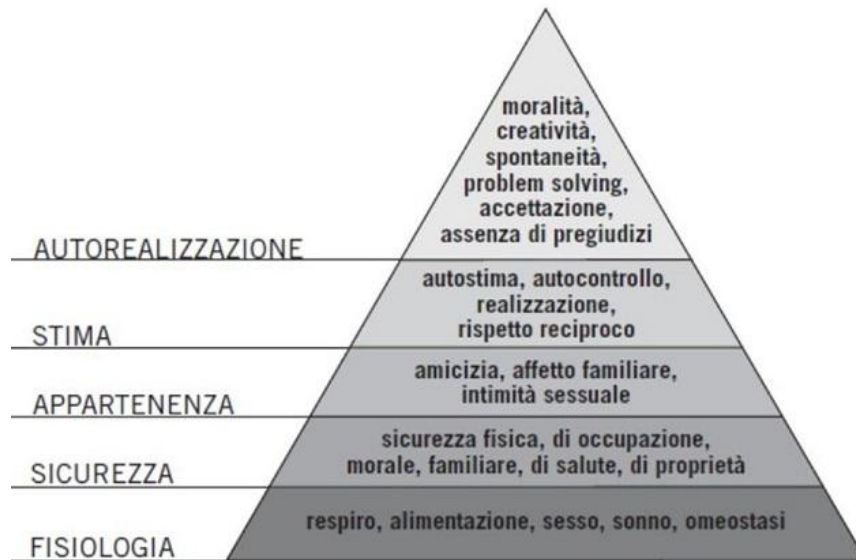 moralità,
creatività,
spontaneità,
problem solving,
accettazione,
assenza di pregiudizi
AUTOREALIZZAZIONE
autostima, autocontrollo,
realizzazione,
rispetto reciproco
STIMA
amicizia, affetto familiare,
intimità sessuale
APPARTENENZA
sicurezza fisica, di occupazione,
morale, familiare, di salute, di proprietà
SICUREZZA
respiro, alimentazione, sesso, sonno, omeostasi
FISIOLOGIA